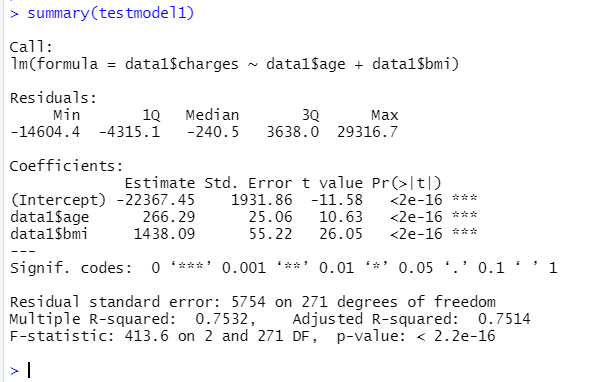 > summary(testmodel1)
Call:
lm(formula = data1$charges ~ data1$age + data1$bmi)
Residuals:
     Min       1Q   Median       3Q      Max
-14604.4  -4315.1   -240.5   3638.0  29316.7
Coefficients:
             Estimate Std. Error t value Pr(>|t|)
(Intercept) -22367.45    1931.86  -11.58   <2e-16 ***
data1$age      266.29      25.06   10.63   <2e-16 ***
data1$bmi     1438.09      55.22   26.05   <2e-16 ***
---
Signif. codes:  0 ‘***’ 0.001 ‘**’ 0.01 ‘*’ 0.05 ‘.’ 0.1 ‘ ’ 1
Residual standard error: 5754 on 271 degrees of freedom
Multiple R-squared:  0.7532,    Adjusted R-squared:  0.7514
F-statistic: 413.6 on 2 and 271 DF,  p-value: < 2.2e-16
>